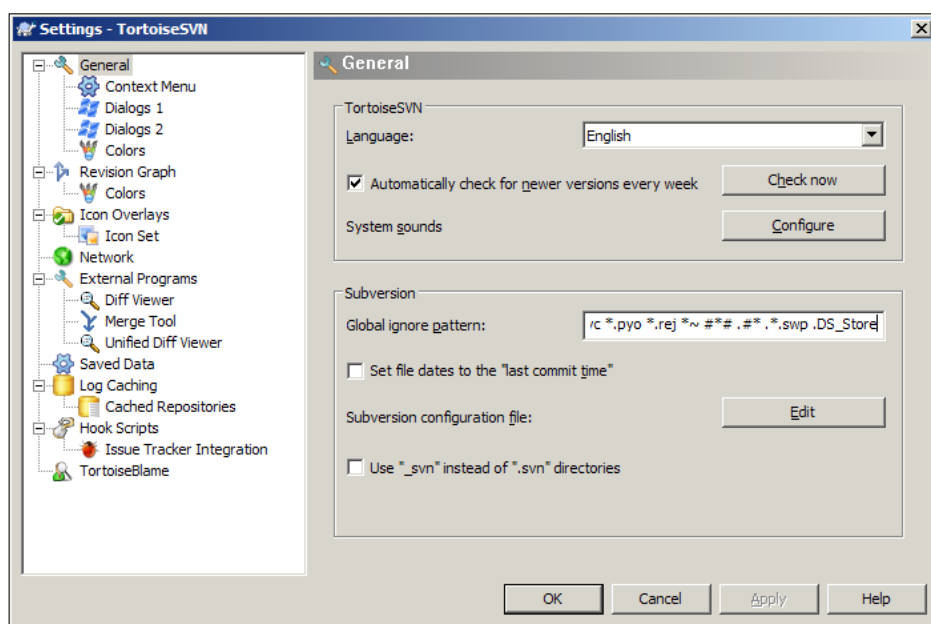 Settings - TortoiseSVN
General
Context Menu
Dialogs 1
Dialogs 2
Colors
Revision Graph
Colors
Icon Overlays
Icon Set
Network
External Programs
Diff Viewer
Merge Tool
Unified Diff Viewer
Saved Data
Log Caching
Cached Repositories
Hook Scripts
Issue Tracker Integration
TortoiseBlame
General
TortoiseSVN
Language: English
Automatically check for newer versions every week Check now
System sounds Configure
Subversion
Global ignore pattern: *.pyo *.rej *~ #*# .#* .*.swp .DS_Store
Set file dates to the "last commit time"
Subversion configuration file: Edit
Use "_svn" instead of ".svn" directories
OK Cancel Apply Help